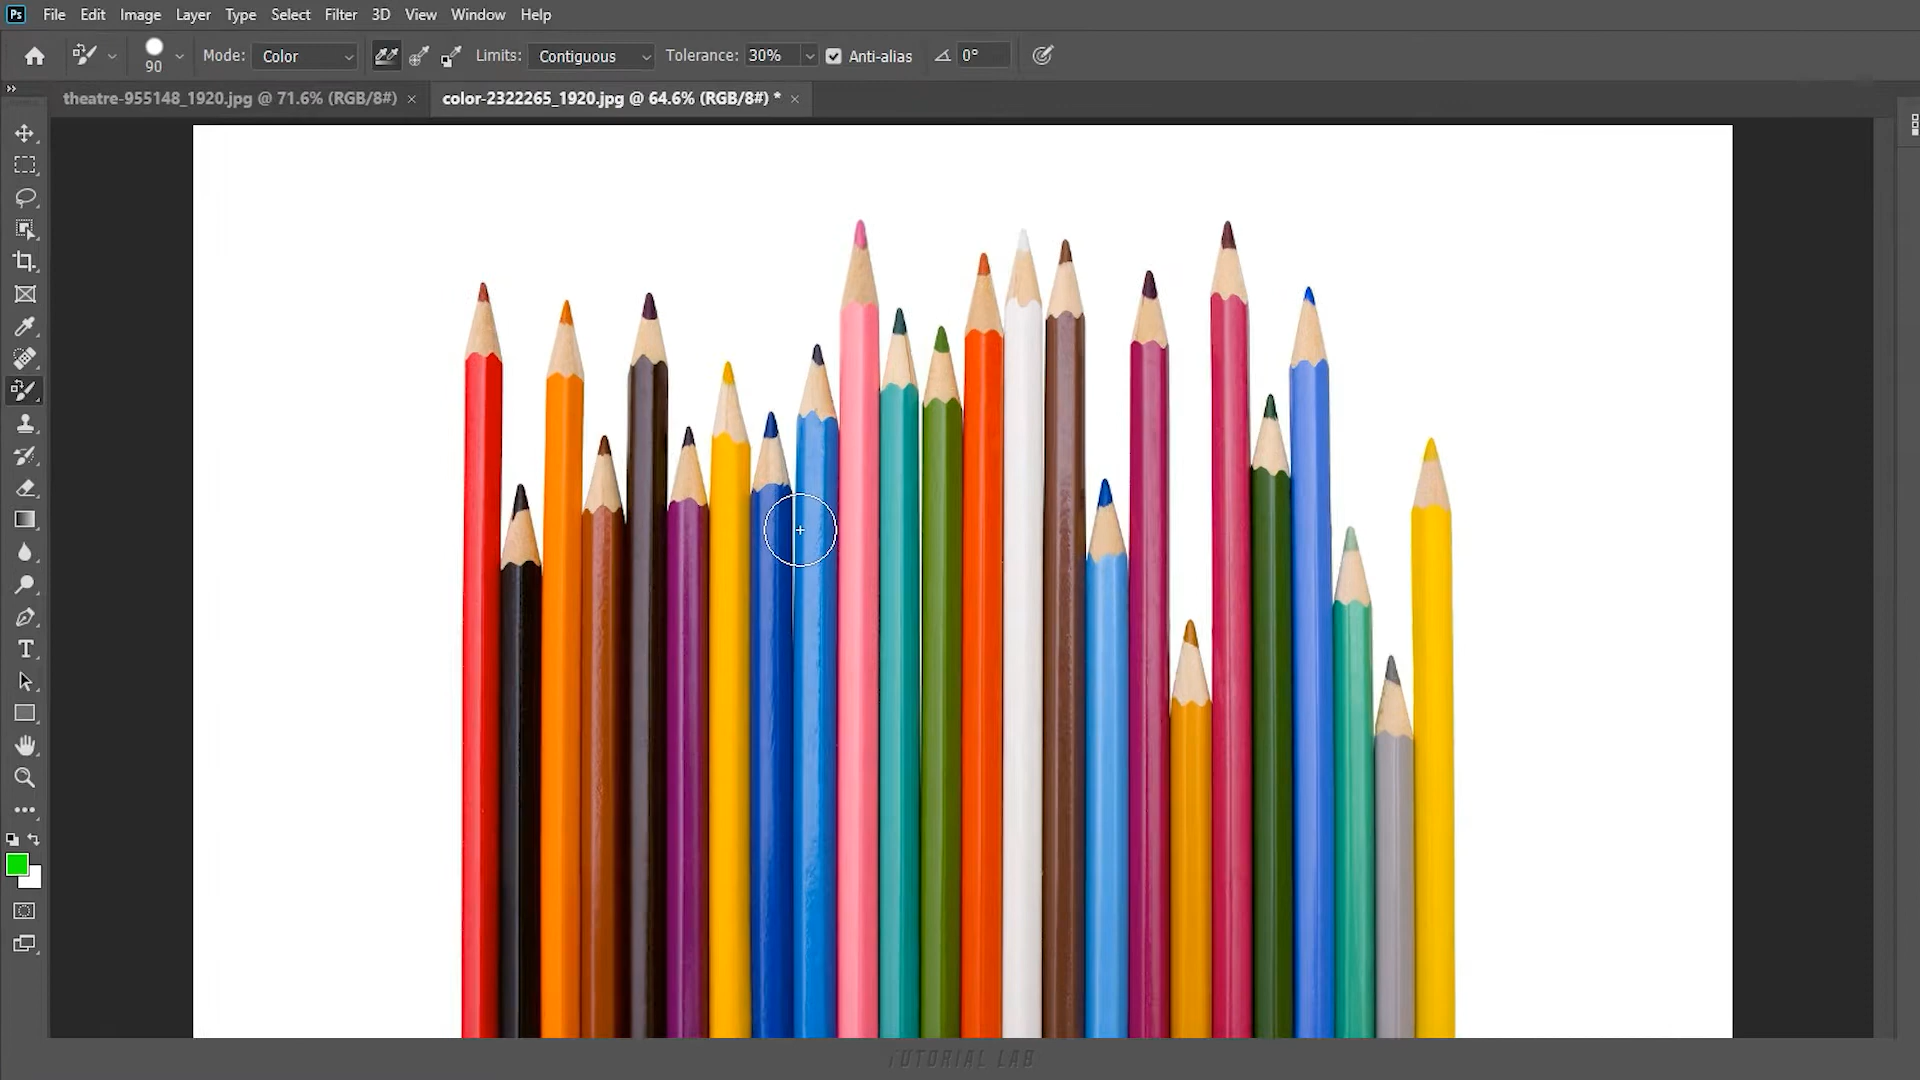 Ps File Edit Image Layer Type Select Filter 3D View Window Help
90 Mode: Color Limits: Contiguous Tolerance: 30% Anti-alias 0°
theatre-955148_1920.jpg @ 71.6% (RGB/8#) × color-2322265_1920.jpg @ 64.6% (RGB/8#) * ×
T
TUTORIAL LAB